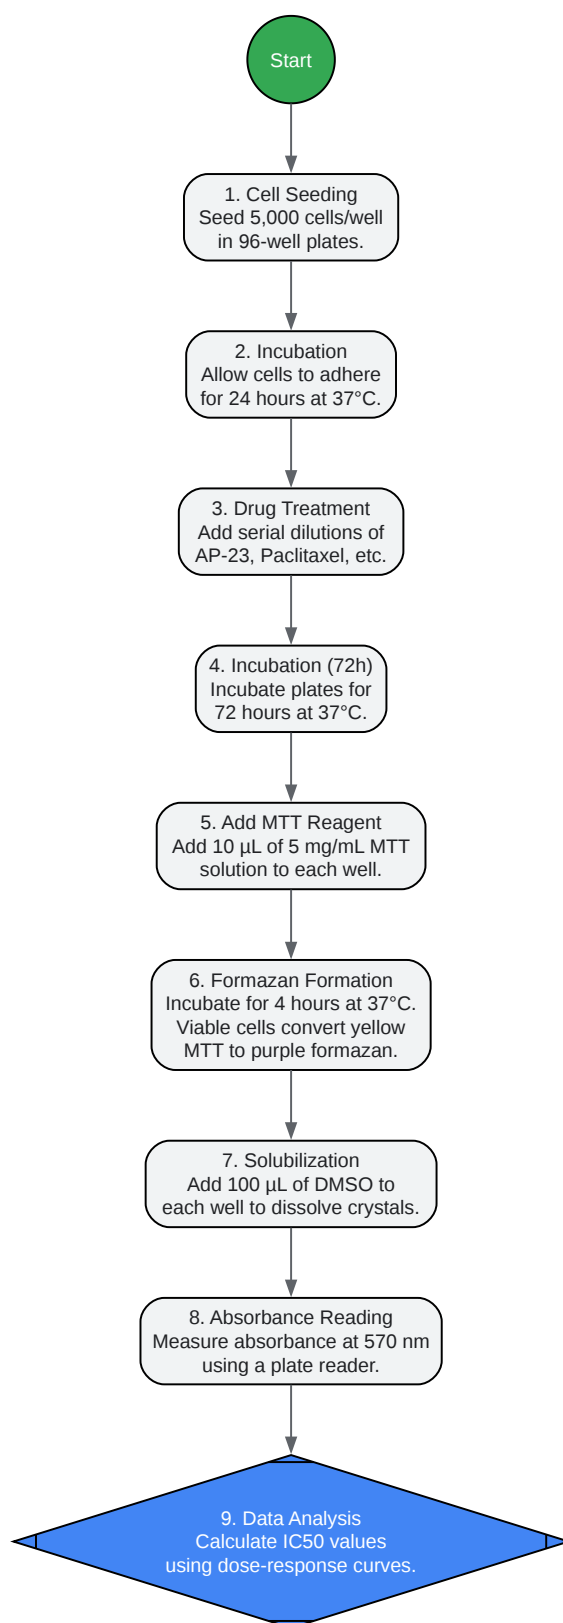 Start
1. Cell Seeding
Seed 5,000 cells/well
in 96-well plates.
2. Incubation
Allow cells to adhere
for 24 hours at 37°C.
3. Drug Treatment
Add serial dilutions of
AP-23, Paclitaxel, etc.
4. Incubation (72h)
Incubate plates for
72 hours at 37°C.
5. Add MTT Reagent
Add 10 µL of 5 mg/mL MTT
solution to each well.
6. Formazan Formation
Incubate for 4 hours at 37°C.
Viable cells convert yellow
MTT to purple formazan.
7. Solubilization
Add 100 µL of DMSO to
each well to dissolve crystals.
8. Absorbance Reading
Measure absorbance at 570 nm
using a plate reader.
9. Data Analysis
Calculate IC50 values
using dose-response curves.